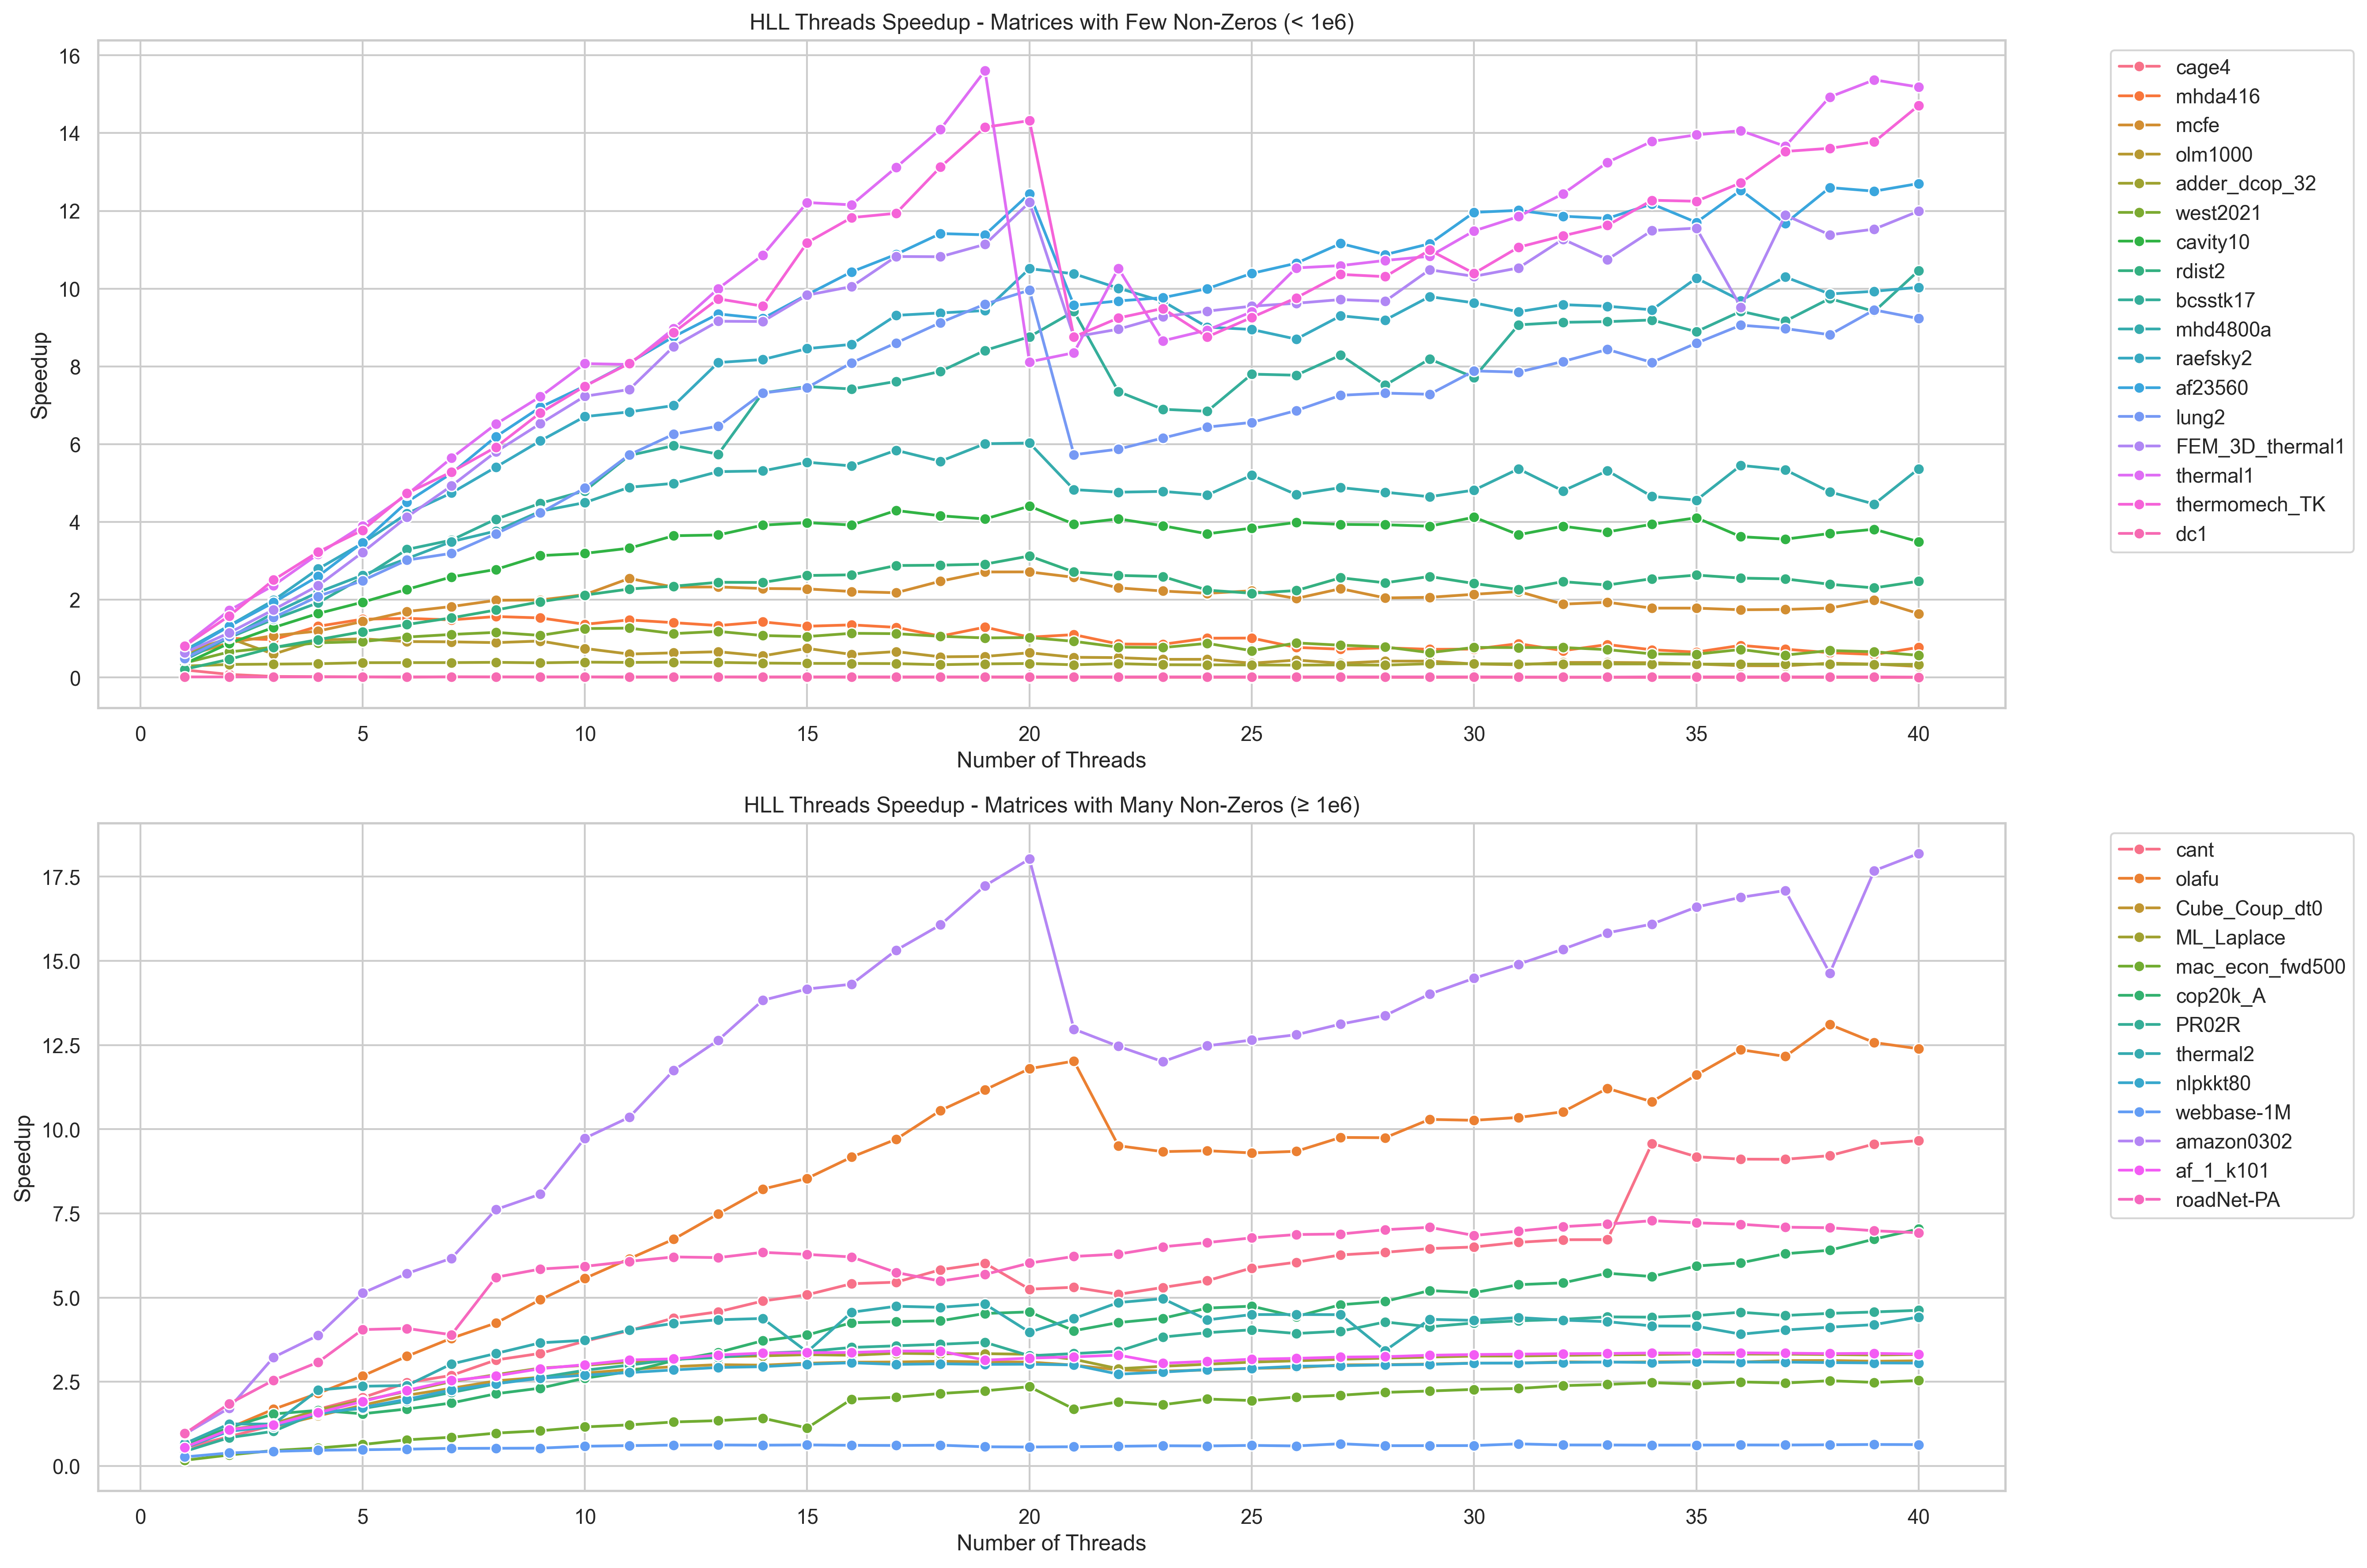 HLL Threads Speedup - Matrices with Few Non-Zeros (< 1e6)
16
14
12
10
8
6
4
2
0
Speedup
0 5 10 15 20 25 30 35 40
Number of Threads
cage4
mhda416
mcfe
olm1000
adder_dcop_32
west2021
cavity10
rdist2
bcsstk17
mhd4800a
raefsky2
af23560
lung2
FEM_3D_thermal1
thermal1
thermomech_TK
dc1
HLL Threads Speedup - Matrices with Many Non-Zeros (≥ 1e6)
17.5
15.0
12.5
10.0
7.5
5.0
2.5
0.0
Speedup
0 5 10 15 20 25 30 35 40
Number of Threads
cant
olafu
Cube_Coup_dt0
ML_Laplace
mac_econ_fwd500
cop20k_A
PR02R
thermal2
nlpkkt80
webbase-1M
amazon0302
af_1_k101
roadNet-PA